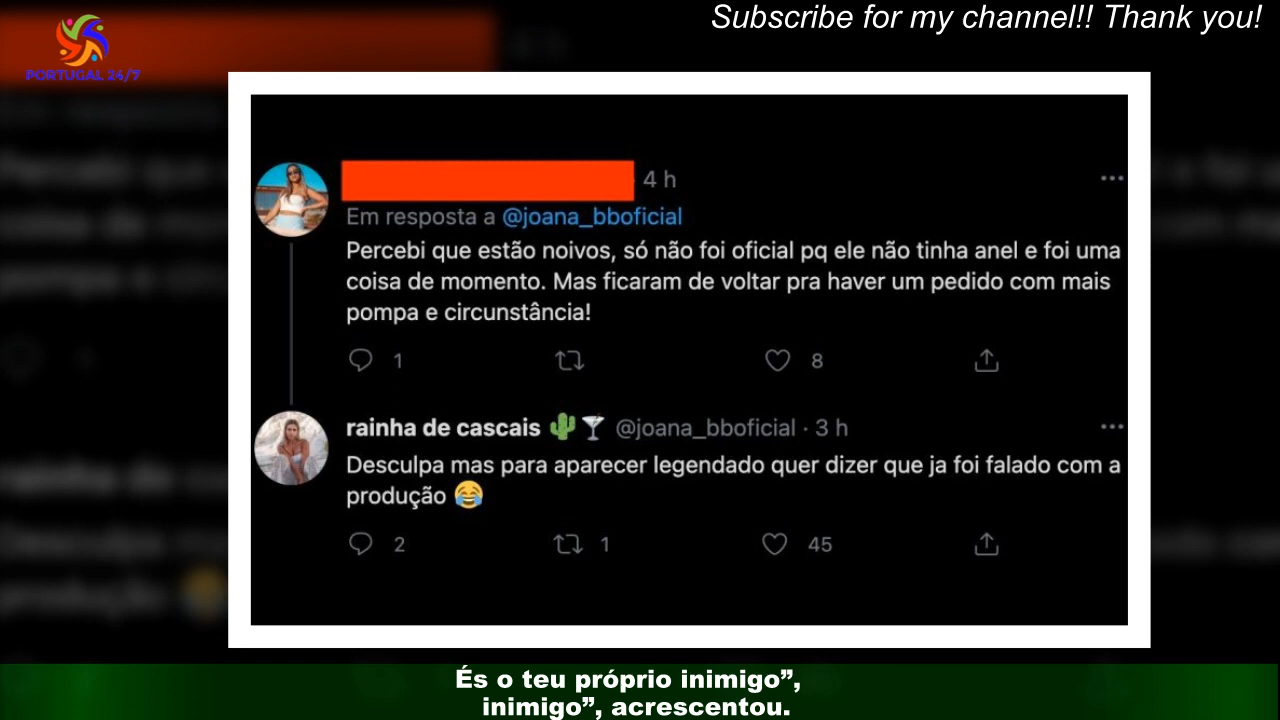 Subscribe for my channel!! Thank you!
PORTUGAL 24/7
4 h
Em resposta a @joana_bboficial
Percebi que estão noivos, só não foi oficial pq ele não tinha anel e foi uma
coisa de momento. Mas ficaram de voltar pra haver um pedido com mais
pompa e circunstância!
1 8
rainha de cascais 🌵🍸 @joana_bboficial · 3 h
Desculpa mas para aparecer legendado quer dizer que ja foi falado com a
produção 😂
2 1 45
És o teu próprio inimigo”,
inimigo”, acrescentou.